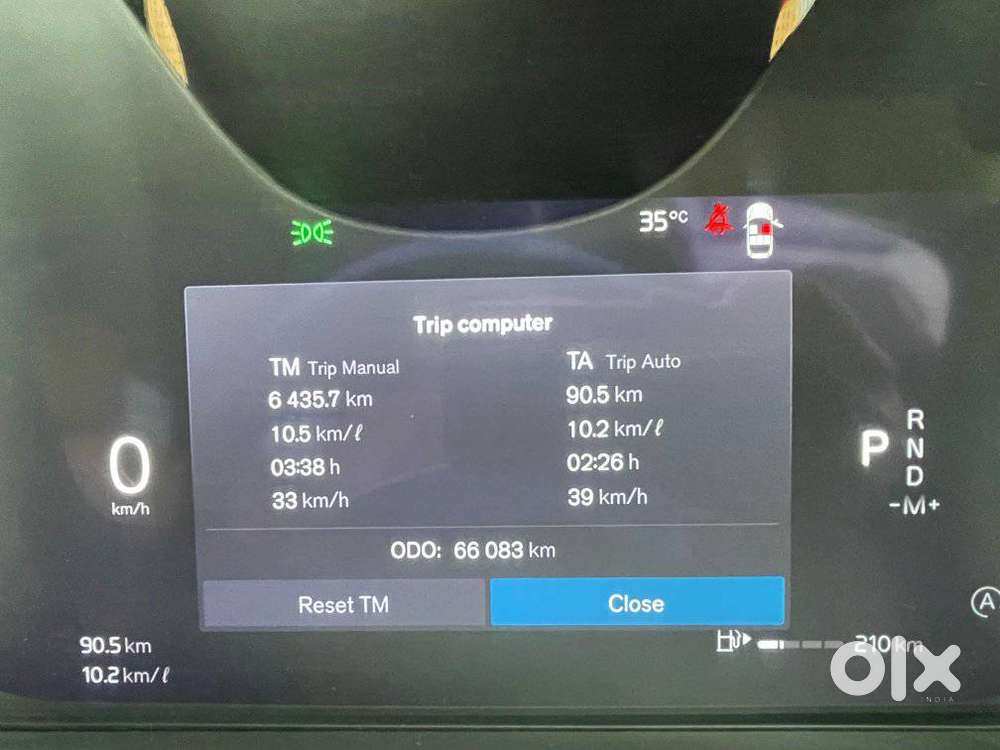 35°C
Trip computer
TM Trip Manual
6 435.7 km
10.5 km/ℓ
03:38 h
33 km/h
TA Trip Auto
90.5 km
10.2 km/ℓ
02:26 h
39 km/h
ODO: 66 083 km
Reset TM
Close
0
km/h
P
R
N
D
-M+
A
90.5 km
10.2 km/ℓ
210 km
olx
INDIA